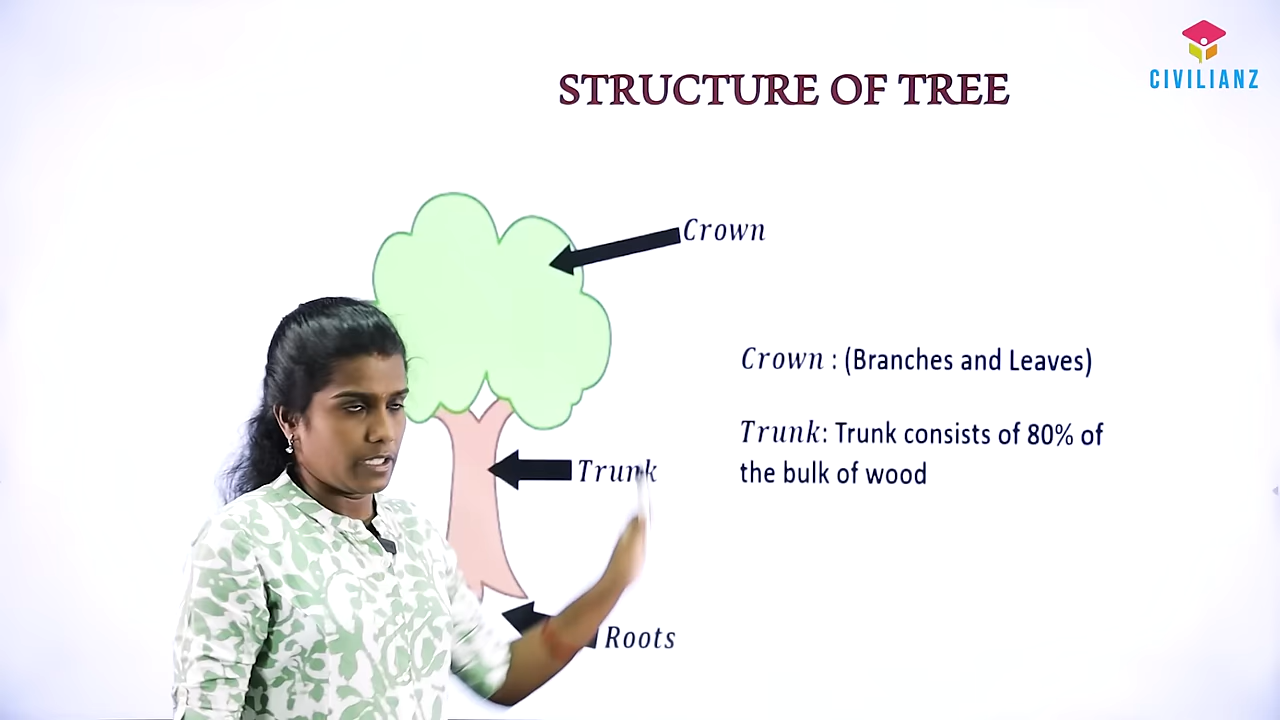 CIVILIANZ
STRUCTURE OF TREE
Crown
Crown : (Branches and Leaves)
Trunk: Trunk consists of 80% of
the bulk of wood
Trunk
Roots